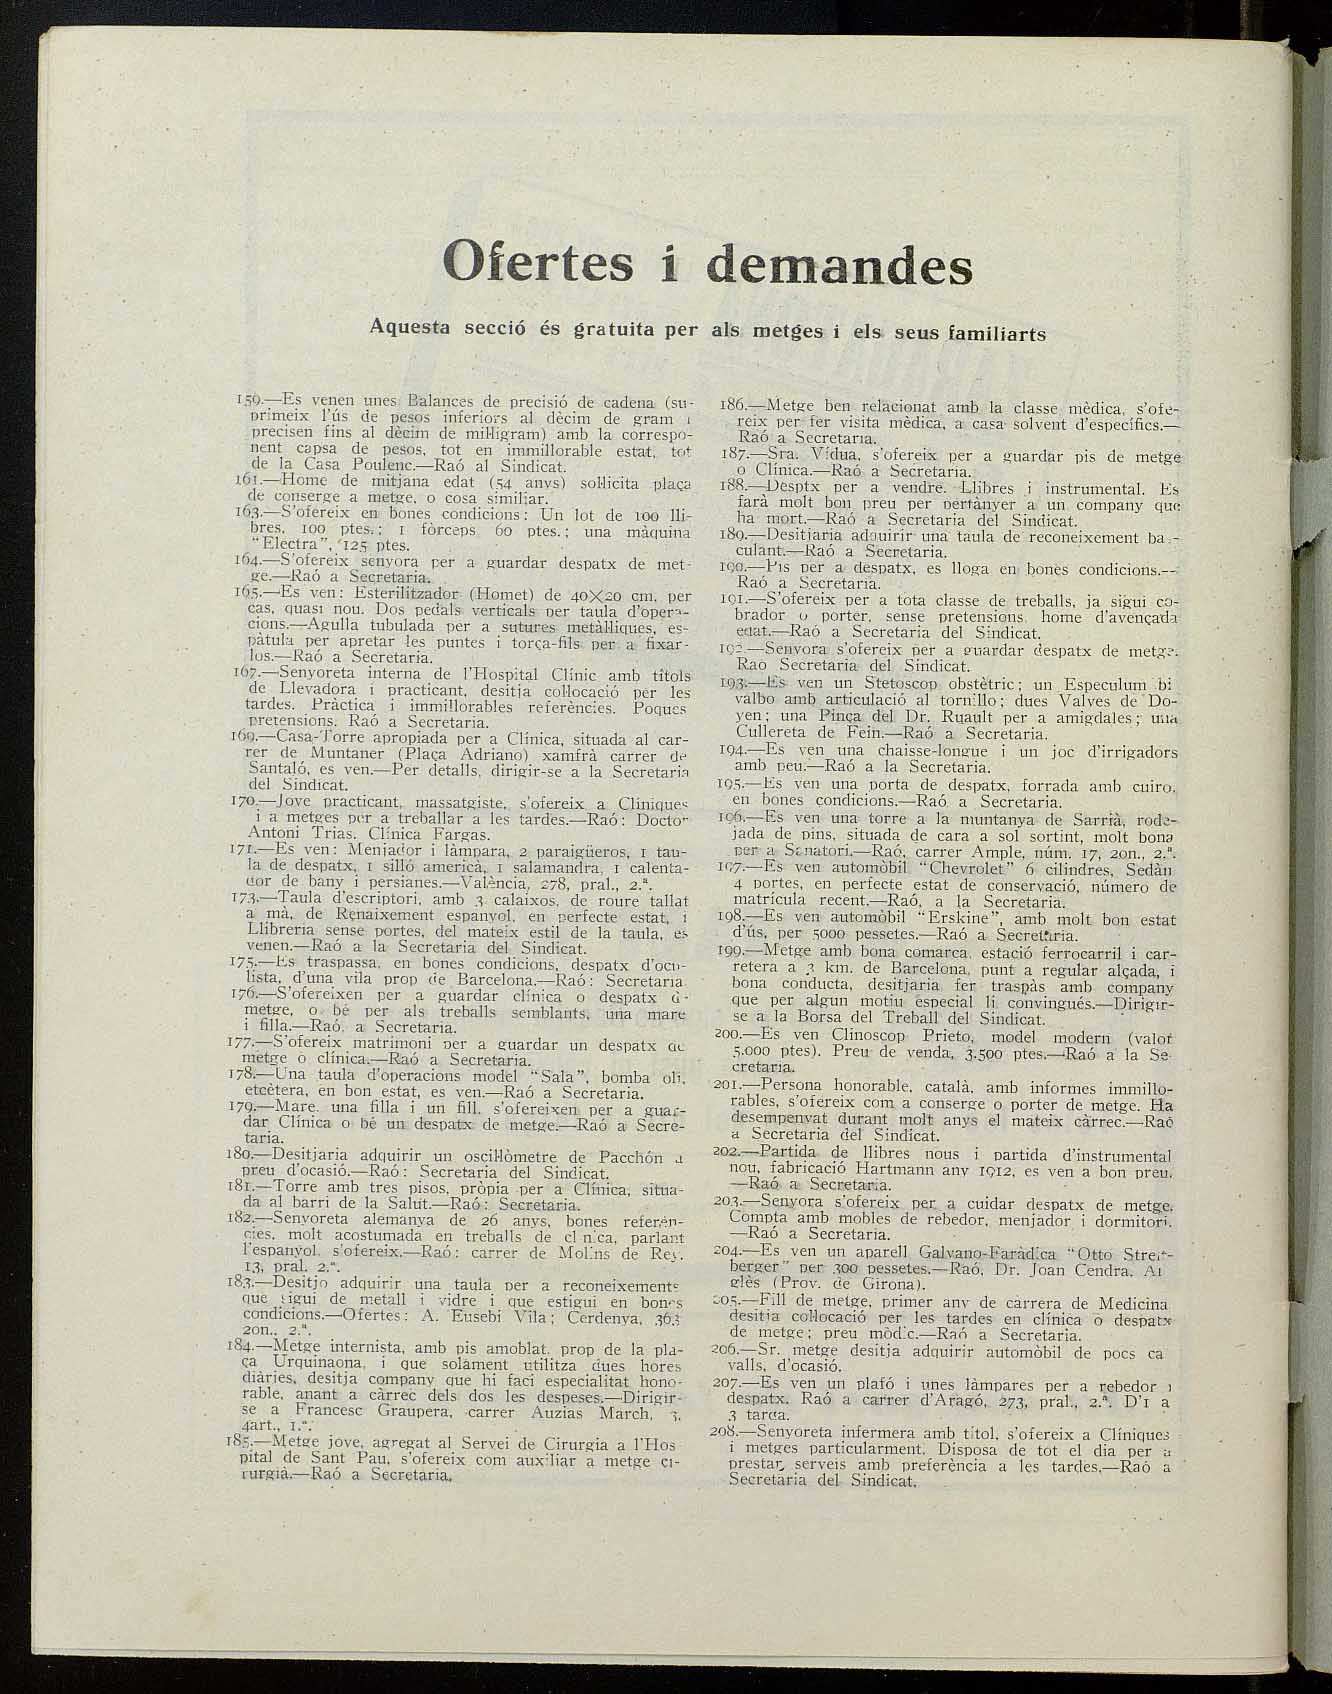 Ofertes i demandes
Aquesta secció és gratuita per als metges i els seus familiarts
159.—Es venen unes Balances de precisió de cadena (su-
primeix l'ús de pesos inferiors al dècim de gram i
precisen fins al dècim de mil·ligram) amb la correspo-
nent capsa de pesos, tot en immillorable estat, tot
de la Casa Poulenc.—Raó al Sindicat.
161.—Home de mitjana edat (54 anys) sol·licita plaça
de conserge a metge, o cosa similiar.
163.—S'ofereix en bones condicions: Un lot de 100 lli-
bres, 100 ptes.; 1 fòrceps, 60 ptes.; una màquina
"Electra", 125 ptes.
164.—S'ofereix senyora per a guardar despatx de met-
ge.—Raó a Secretaria.
165.—Es ven: Esterilitzador (Homet) de 40×20 cm. per
cas, quasi nou. Dos pedals verticals per taula d'opera-
cions.—Agulla tubulada per a sutures metàl·liques, es-
pàtula per apretar les puntes i torça-fils per a fixar-
los.—Raó a Secretaria.
167.—Senyoreta interna de l'Hospital Clínic amb títols
de Llevadora i practicant, desitja col·locació per les
tardes. Pràctica i immillorables referències. Poques
pretensions. Raó a Secretaria.
169.—Casa-Torre apropiada per a Clínica, situada al car-
rer de Muntaner (Plaça Adriano) xamfrà carrer de
Santaló, es ven.—Per detalls, dirigir-se a la Secretaria
del Sindicat.
170.—Jove practicant, massatgiste, s'ofereix a Cliniques
i a metges per a treballar a les tardes.—Raó: Doctor
Antoni Trias. Clínica Fargas.
171.—Es ven: Menjador i làmpara, 2 paraigüeros, 1 tau-
la de despatx, 1 silló americà, 1 salamandra, 1 calenta-
dor de bany i persianes.—València, 278, pral., 2.ª.
173.—Taula d'escriptori, amb 3 calaixos, de roure tallat
a mà, de Renaixement espanyol, en perfecte estat, i
Llibreria sense portes, del mateix estil de la taula, es
venen.—Raó a la Secretaria del Sindicat.
175.—Es traspassa, en bones condicions, despatx d'ocu-
lista, d'una vila prop de Barcelona.—Raó: Secretaria
176.—S'ofereixen per a guardar clínica o despatx d-
metge, o bé per als treballs semblants, una mare
i filla.—Raó, a Secretaria.
177.—S'ofereix matrimoni per a guardar un despatx de
metge o clínica.—Raó a Secretaria.
178.—Una taula d'operacions model "Sala", bomba oli,
etcètera, en bon estat, es ven.—Raó a Secretaria.
179.—Mare, una filla i un fill, s'ofereixen per a guar-
dar Clínica o bé un despatx de metge.—Raó a Secre-
taria.
180.—Desitjaria adquirir un oscil·lòmetre de Pacchón a
preu d'ocasió.—Raó: Secretaria del Sindicat.
181.—Torre amb tres pisos, pròpia per a Clínica, situa-
da al barri de la Salut.—Raó: Secretaria.
182.—Senyoreta alemanya de 26 anys, bones referèn-
cies, molt acostumada en treballs de clínica, parlant
l'espanyol, s'ofereix.—Raó: carrer de Molins de Rey,
13, pral. 2.ª.
183.—Desitjo adquirir una taula per a reconeixements
que sigui de metall i vidre i que estigui en bones
condicions.—Ofertes: A. Eusebi Vila; Cerdenya, 363
2on., 2.ª.
184.—Metge internista, amb pis amoblat, prop de la pla-
ça Urquinaona, i que solament utilitza dues hores
diàries, desitja company que hi faci especialitat hono-
rable, anant a càrrec dels dos les despeses.—Dirigir-
se a Francesc Graupera, carrer Auzias March, 3,
4art., 1.ª.
185.—Metge jove, agregat al Servei de Cirurgia a l'Hos
pital de Sant Pau, s'ofereix com auxiliar a metge ci-
rurgià.—Raó a Secretaria.
186.—Metge ben relacionat amb la classe mèdica, s'ofe-
reix per fer visita mèdica, a casa solvent d'específics.—
Raó a Secretaria.
187.—Sra. Vídua, s'ofereix per a guardar pis de metge
o Clínica.—Raó a Secretaria.
188.—Desptx per a vendre. Llibres i instrumental. Es
farà molt bon preu per pertànyer a un company que
ha mort.—Raó a Secretaria del Sindicat.
189.—Desitjaria adquirir una taula de reconeixement ba-
culant.—Raó a Secretaria.
190.—Pis per a despatx, es lloga en bones condicions.—
Raó a Secretaria.
191.—S'ofereix per a tota classe de treballs, ja sigui co-
brador o porter, sense pretensions, home d'avençada
edat.—Raó a Secretaria del Sindicat.
192.—Senyora s'ofereix per a guardar despatx de metge.
Raó Secretaria del Sindicat.
193.—Es ven un Stetoscop obstètric; un Especulum bi
valbo amb articulació al tornillo; dues Valves de Do-
yen; una Pinça del Dr. Ruault per a amigdales; una
Cullereta de Fein.—Raó a Secretaria.
194.—Es ven una chaisse-longue i un joc d'irrigadors
amb peu.—Raó a la Secretaria.
195.—Es ven una porta de despatx, forrada amb cuiro,
en bones condicions.—Raó a Secretaria.
196.—Es ven una torre a la muntanya de Sarrià, rode-
jada de pins, situada de cara a sol sortint, molt bona
per a Sanatori.—Raó, carrer Ample, núm. 17, 2on., 2.ª.
197.—Es ven automòbil "Chevrolet" 6 cilindres, Sedàn
4 portes, en perfecte estat de conservació, número de
matrícula recent.—Raó, a la Secretaria.
198.—Es ven automòbil "Erskine", amb molt bon estat
d'ús, per 5000 pessetes.—Raó a Secretaria.
199.—Metge amb bona comarca, estació ferrocarril i car-
retera a 3 km. de Barcelona, punt a regular alçada, i
bona conducta, desitjaria fer traspàs amb company
que per algun motiu especial li convingués.—Dirigir-
se a la Borsa del Treball del Sindicat.
200.—Es ven Clinoscop Prieto, model modern (valor
5.000 ptes). Preu de venda, 3.500 ptes.—Raó a la Se-
cretaria.
201.—Persona honorable, català, amb informes immillo-
rables, s'ofereix com a conserge o porter de metge. Ha
desempenyat durant molt anys el mateix càrrec.—Raó
a Secretaria del Sindicat.
202.—Partida de llibres nous i partida d'instrumental
nou, fabricació Hartmann any 1912, es ven a bon preu.
—Raó a Secretaria.
203.—Senyora s'ofereix per a cuidar despatx de metge.
Compta amb mobles de rebedor, menjador i dormitori.
—Raó a Secretaria.
204.—Es ven un aparell Galvano-Faràdica "Otto Strei-
berger" per 300 pessetes.—Raó, Dr. Joan Cendra. An
glès (Prov. de Girona).
205.—Fill de metge, primer any de carrera de Medicina
desitja col·locació per les tardes en clínica o despatx
de metge; preu mòdic.—Raó a Secretaria.
206.—Sr. metge desitja adquirir automòbil de pocs ca
valls, d'ocasió.
207.—Es ven un plafó i unes làmpares per a rebedor i
despatx. Raó a carrer d'Aragó, 273, pral., 2.ª. D'1 a
3 tarda.
208.—Senyoreta infermera amb títol, s'ofereix a Clíniques
i metges particularment. Disposa de tot el dia per a
prestar serveis amb preferència a les tardes.—Raó a
Secretaria del Sindicat.